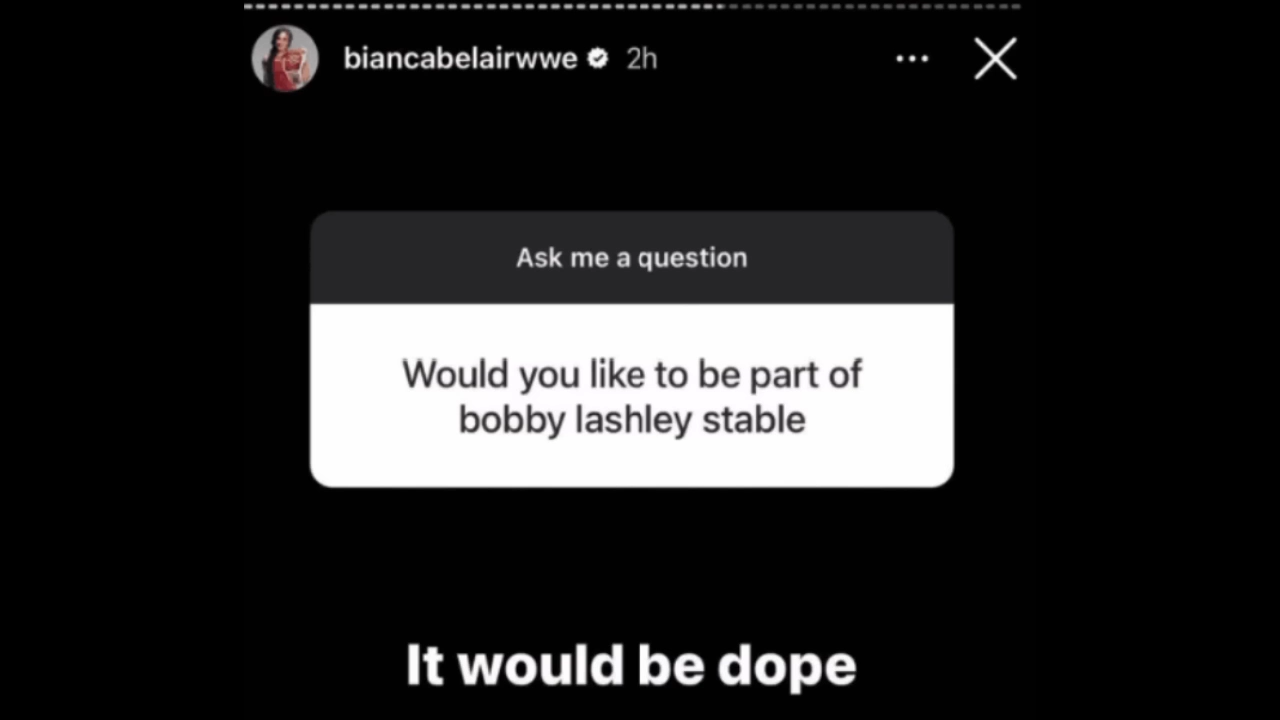 biancabelairwwe 2h
Ask me a question
Would you like to be part of
bobby lashley stable
It would be dope